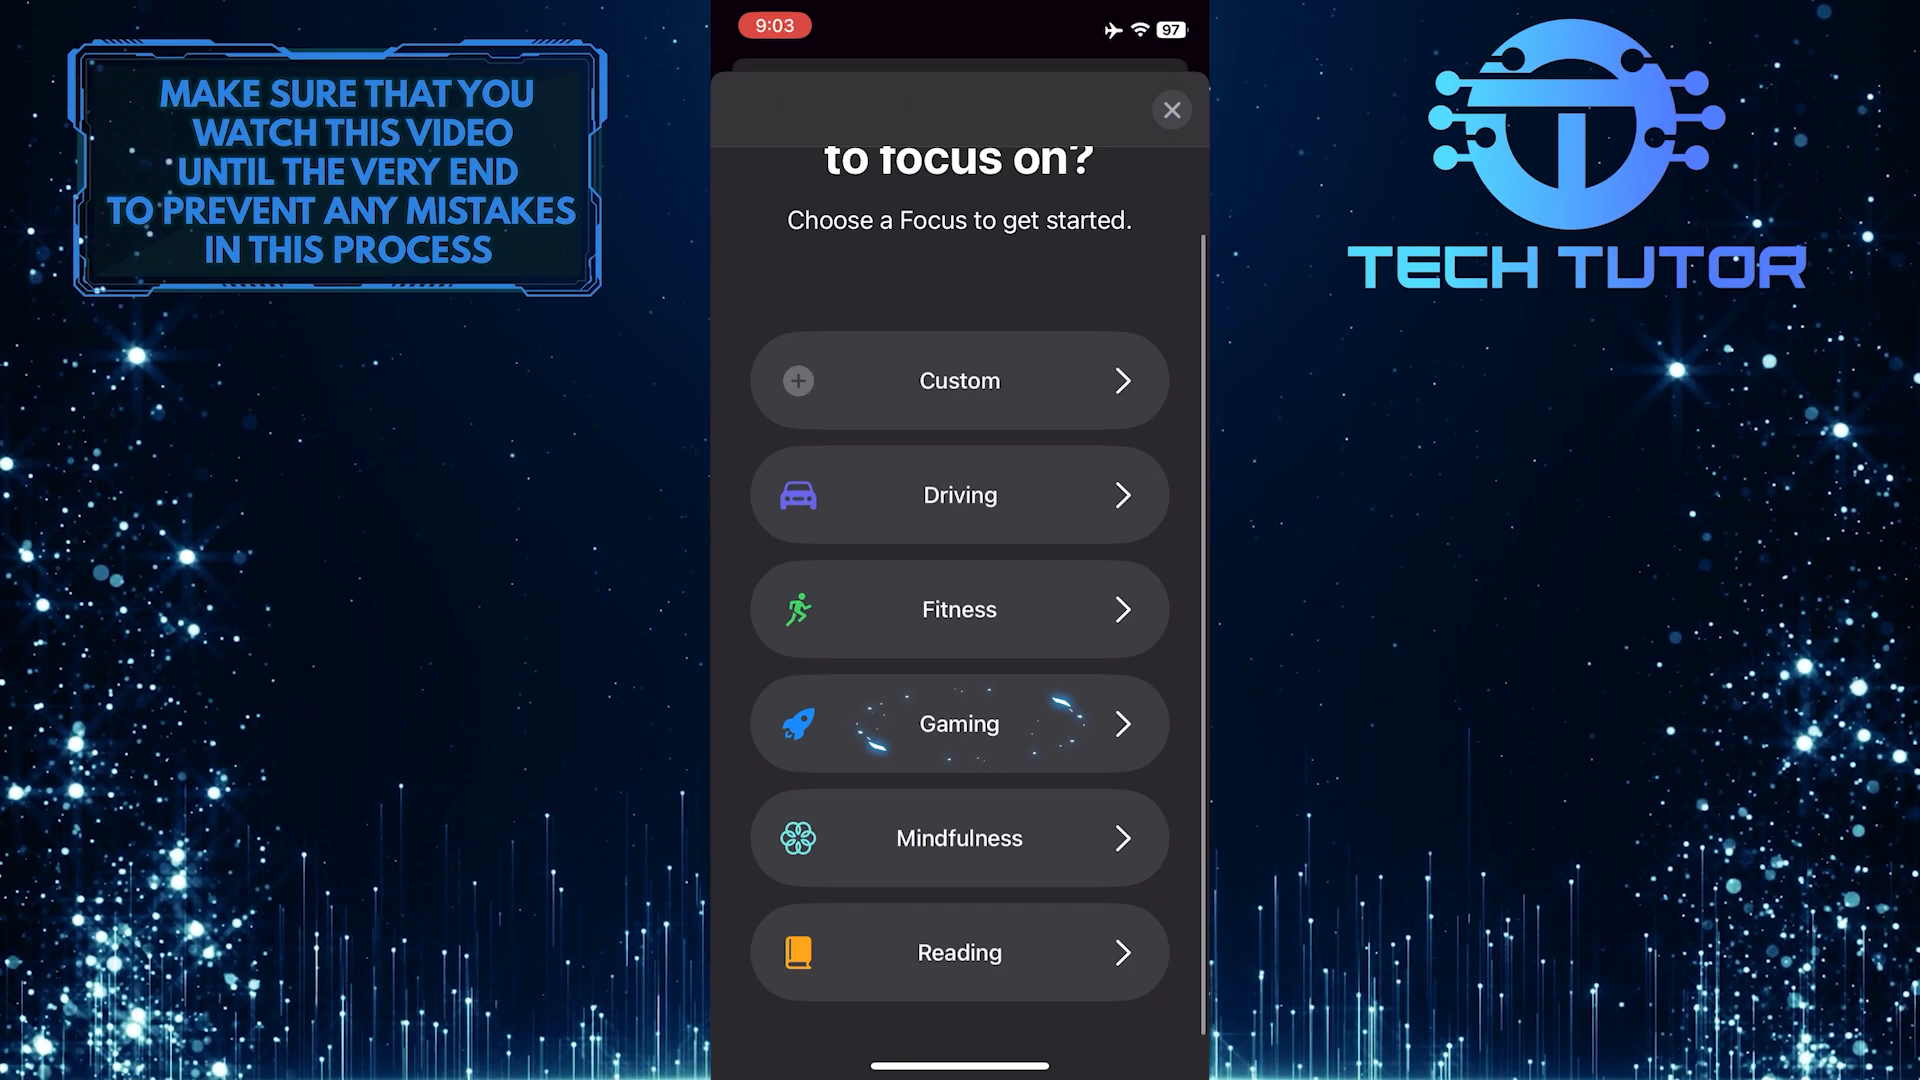 MAKE SURE THAT YOU
WATCH THIS VIDEO
UNTIL THE VERY END
TO PREVENT ANY MISTAKES
IN THIS PROCESS
9:03
97
to focus on?
Choose a Focus to get started.
Custom
Driving
Fitness
Gaming
Mindfulness
Reading
TECH TUTOR